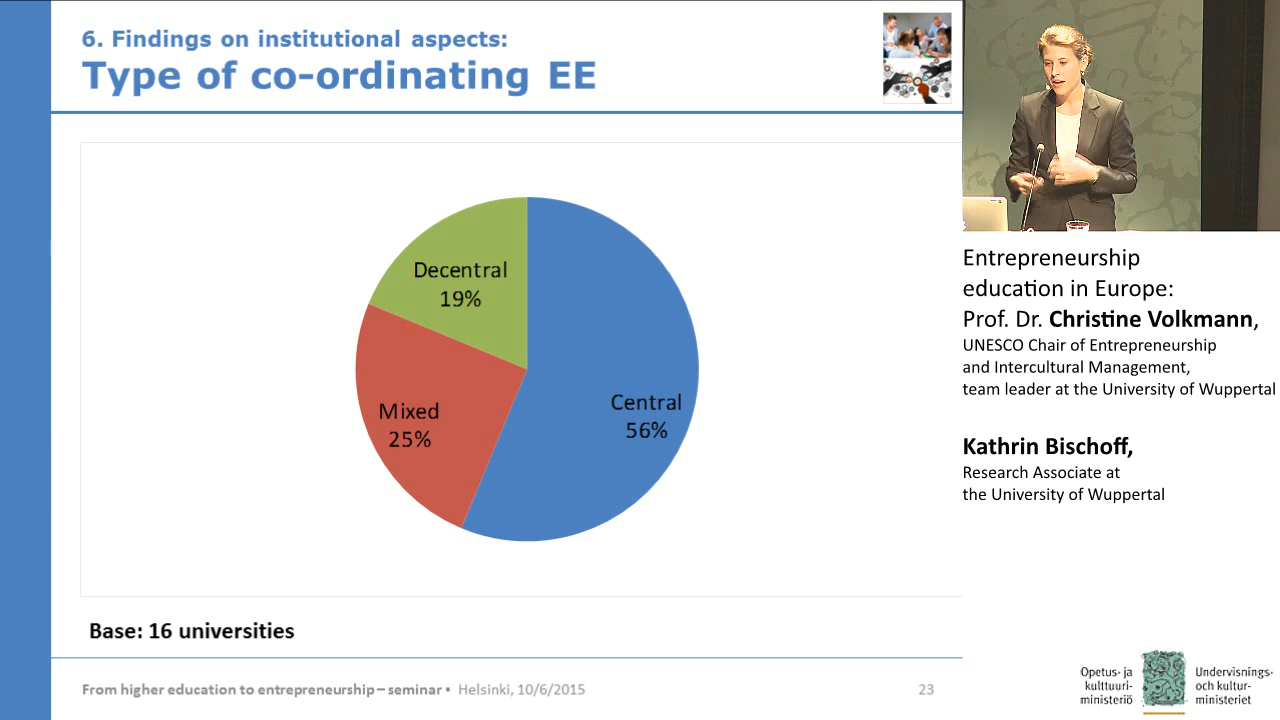 6. Findings on institutional aspects:
Type of co-ordinating EE
Decentral
19%
Mixed
25%
Central
56%
Base: 16 universities
From higher education to entrepreneurship – seminar • Helsinki, 10/6/2015
23
Entrepreneurship
education in Europe:
Prof. Dr. Christine Volkmann,
UNESCO Chair of Entrepreneurship
and Intercultural Management,
team leader at the University of Wuppertal
Kathrin Bischoff,
Research Associate at
the University of Wuppertal
Opetus- ja
kulttuuri-
ministeriö
Undervisnings-
och kultur-
ministeriet